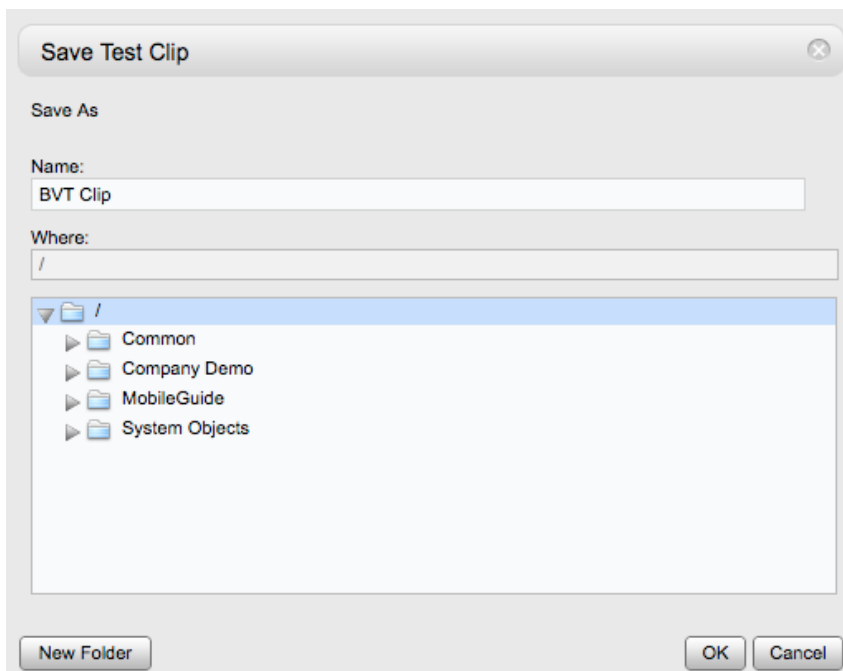 Save Test Clip
Save As
Name:
BVT Clip
Where:
/
/
Common
Company Demo
MobileGuide
System Objects
New Folder OK Cancel